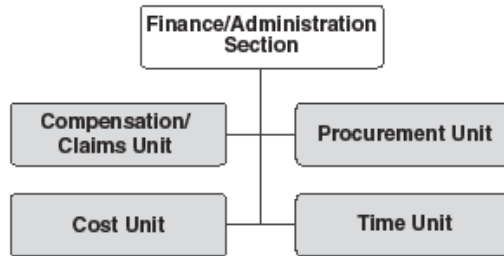 Finance/Administration
Section
Compensation/
Claims Unit
Procurement Unit
Cost Unit
Time Unit